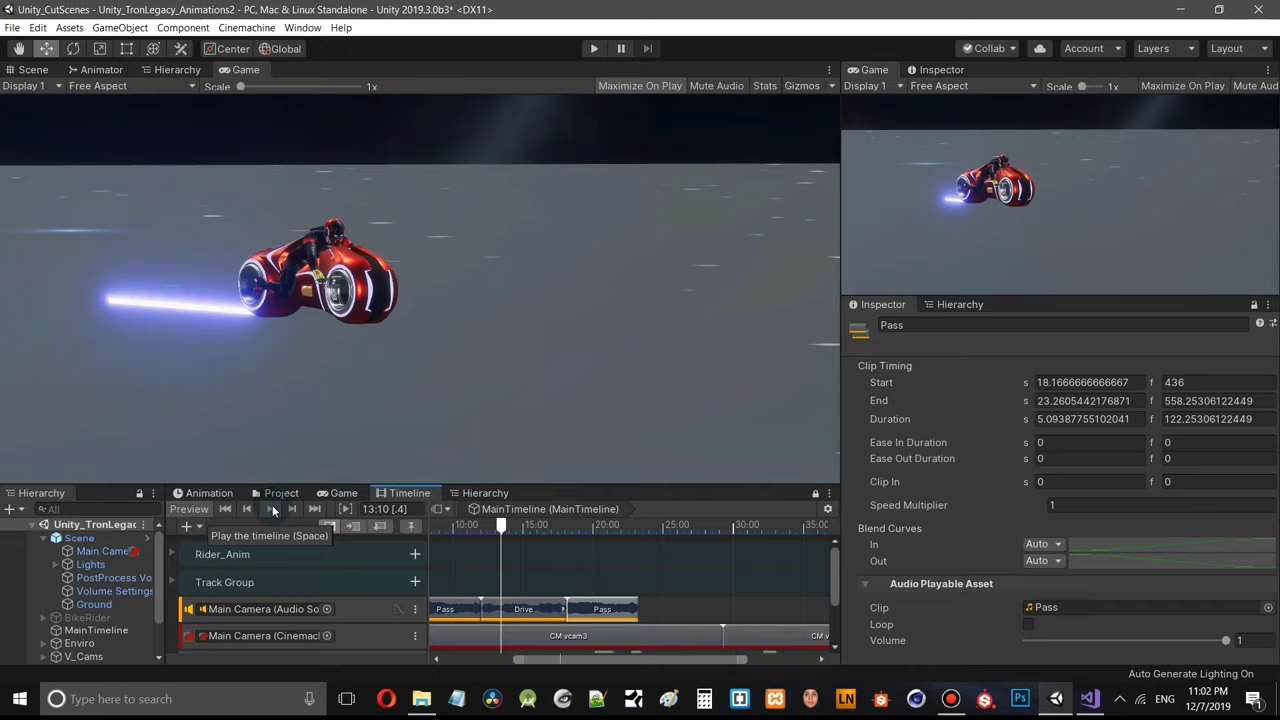 Unity_CutScenes - UnityTronLegacy_Animations2 - PC, Mac & Linux Standalone - Unity 2019.3.0b3* <DX11>
File Edit Assets GameObject Component Cinemachine Window Help
Center Global Collab Account Layers Layout
Scene Animator Hierarchy Game
Display 1 Free Aspect Scale 1x Maximize On Play Mute Audio Stats Gizmos
Game Inspector
Display 1 Free Aspect Scale 1x Maximize On Play Mute Aud
Inspector Hierarchy
Pass
Clip Timing
Start s 18.1666666666667 f 436
End s 23.2605442176871 f 558.25306122449
Duration s 5.09387755102041 f 122.25306122449
Ease In Duration s 0 f 0
Ease Out Duration s 0 f 0
Clip In s 0 f 0
Speed Multiplier 1
Blend Curves
In Auto
Out Auto
Audio Playable Asset
Clip Pass
Loop
Volume 1
Auto Generate Lighting On
Hierarchy
All
Unity_TronLegac
Scene
Main Came
Lights
PostProcess Vo
Volume Settings
Ground
BikeRider
MainTimeline
Enviro
V_Cams
Animation Project Game Timeline Hierarchy
Preview 13:10 [.4] MainTimeline (MainTimeline)
Play the timeline (Space)
10:00 15:00 20:00 25:00 30:00 35:0
Rider_Anim
Track Group
Main Camera (Audio So Pass Drive Pass
Main Camera (Cinemacl CM vcam3 CM v
Type here to search
ENG
11:02 PM
12/7/2019